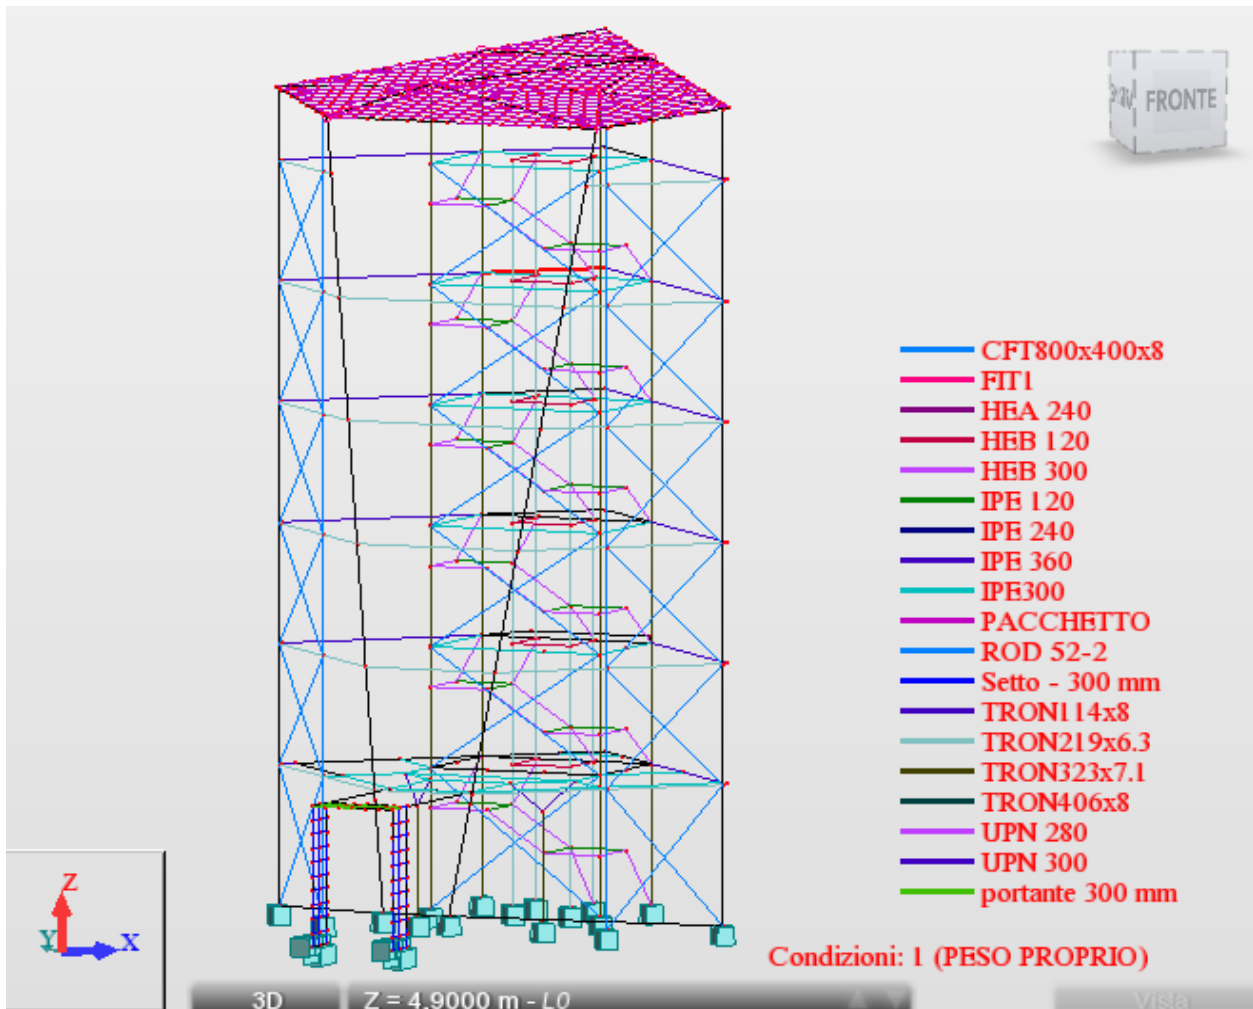 FRONTE
CFT800x400x8
FIT1
HEA 240
HEB 120
HEB 300
IPE 120
IPE 240
IPE 360
IPE300
PACCHETTO
ROD 52-2
Setto - 300 mm
TRON114x8
TRON219x6.3
TRON323x7.1
TRON406x8
UPN 280
UPN 300
portante 300 mm
Z
Y
X
Condizioni: 1 (PESO PROPRIO)
3D
Z = 4.9000 m - L0
Vista